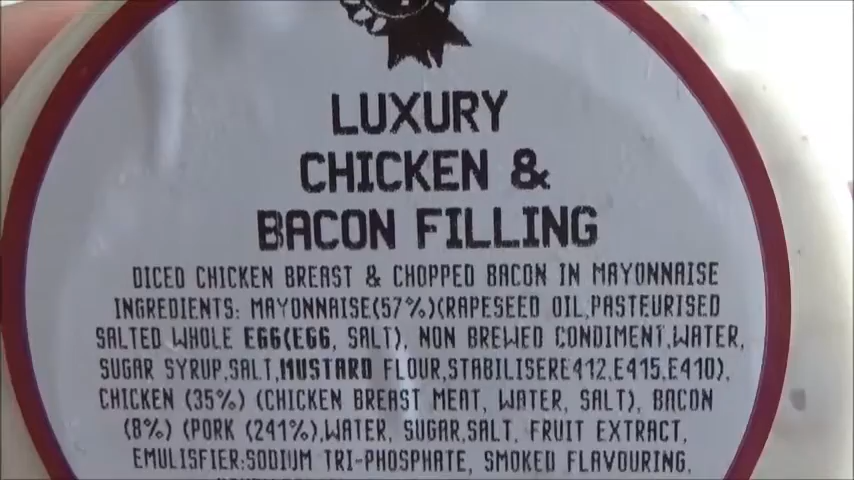 LUXURY
CHICKEN &
BACON FILLING
DICED CHICKEN BREAST & CHOPPED BACON IN MAYONNAISE
INGREDIENTS: MAYONNAISE(57%)(RAPESEED OIL,PASTEURISED
SALTED WHOLE EGG(EGG, SALT), NON BREWED CONDIMENT,WATER,
SUGAR SYRUP,SALT,MUSTARD FLOUR,STABILISERE412,E415,E410),
CHICKEN (35%) (CHICKEN BREAST MEAT, WATER, SALT), BACON
(8%) (PORK (241%),WATER, SUGAR,SALT, FRUIT EXTRACT,
EMULISFIER:SODIUM TRI-PHOSPHATE, SMOKED FLAVOURING,